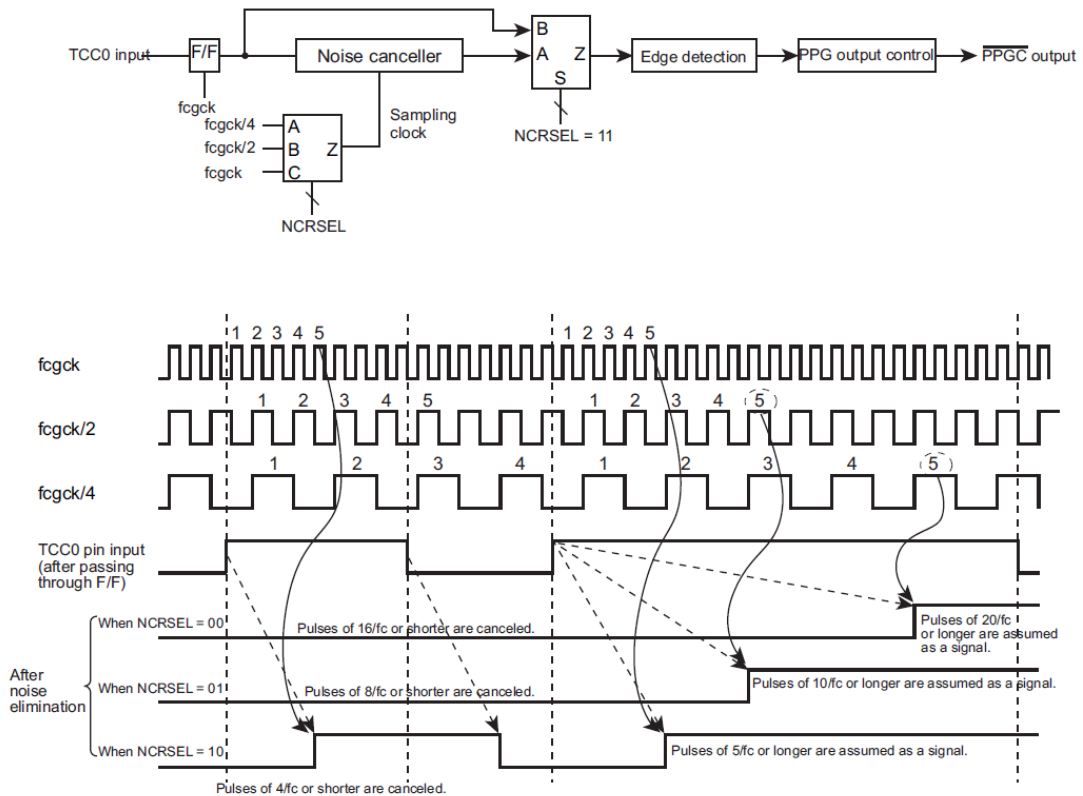 TCC0 input
F/F
Noise canceller
B
A
Z
S
Edge detection
PPG output control
PPGC output
fcgck
Sampling
clock
NCRSEL = 11
fcgck/4
fcgck/2
fcgck
A
B
C
Z
NCRSEL
1 2 3 4 5 1 2 3 4 5
fcgck
1 2 3 4 5 1 2 3 4 5
fcgck/2
1 2 3 4 1 2 3 4 5
fcgck/4
TCC0 pin input
(after passing
through F/F)
After
noise
elimination
When NCRSEL = 00
Pulses of 16/fc or shorter are canceled.
Pulses of 20/fc
or longer are assumed
as a signal.
When NCRSEL = 01
Pulses of 8/fc or shorter are canceled.
Pulses of 10/fc or longer are assumed as a signal.
When NCRSEL = 10
Pulses of 5/fc or longer are assumed as a signal.
Pulses of 4/fc or shorter are canceled.